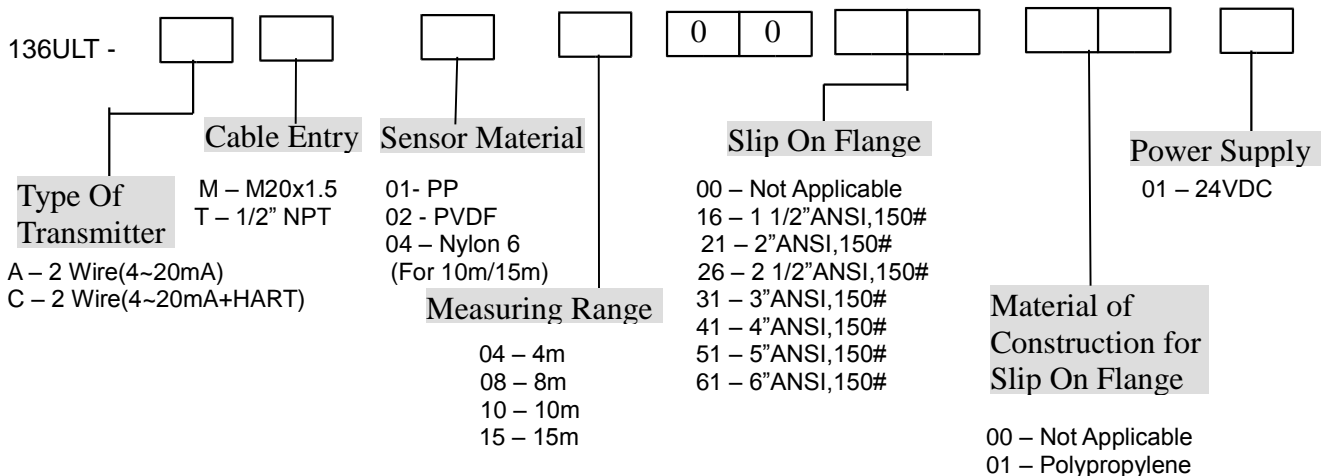 136ULT -
0 0
Type Of
Transmitter
A – 2 Wire(4~20mA)
C – 2 Wire(4~20mA+HART)
Cable Entry
M – M20x1.5
T – 1/2” NPT
Sensor Material
01- PP
02 - PVDF
04 – Nylon 6
(For 10m/15m)
Measuring Range
04 – 4m
08 – 8m
10 – 10m
15 – 15m
Slip On Flange
00 – Not Applicable
16 – 1 1/2”ANSI,150#
21 – 2”ANSI,150#
26 – 2 1/2”ANSI,150#
31 – 3”ANSI,150#
41 – 4”ANSI,150#
51 – 5”ANSI,150#
61 – 6”ANSI,150#
Material of
Construction for
Slip On Flange
00 – Not Applicable
01 – Polypropylene
Power Supply
01 – 24VDC